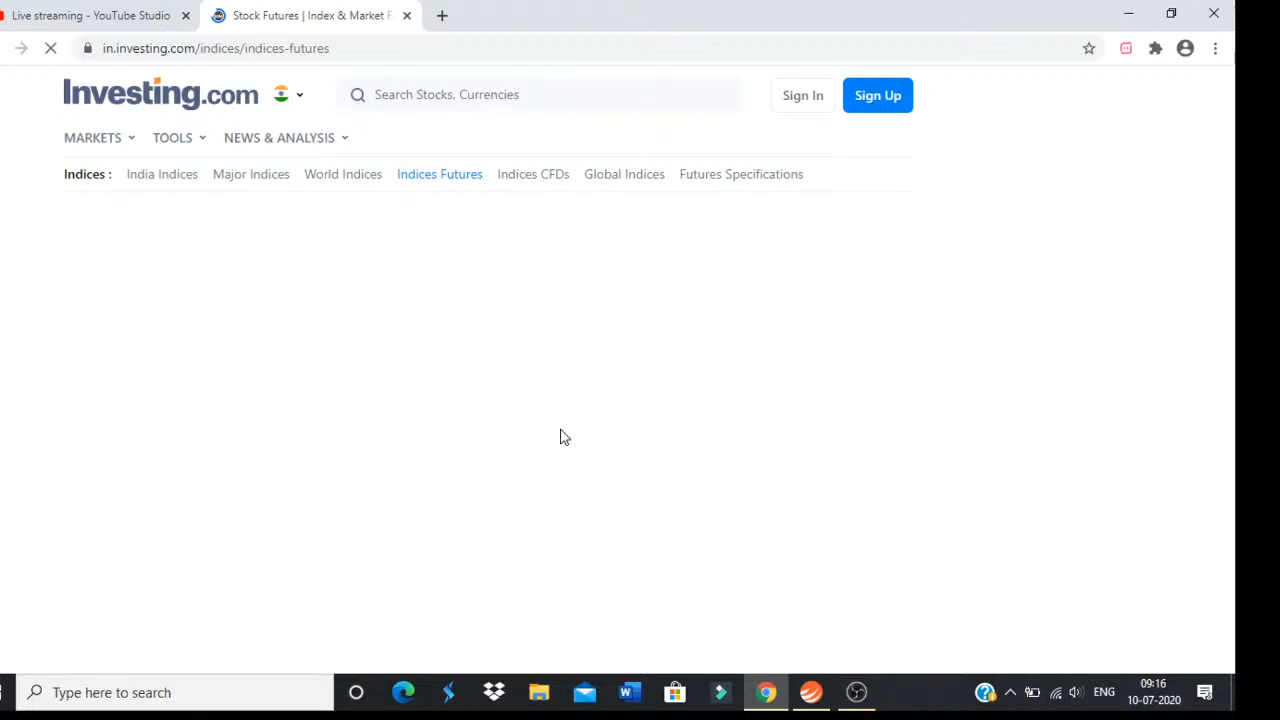 Live streaming - YouTube Studio
Stock Futures | Index & Market F
in.investing.com/indices/indices-futures
Investing.com
Search Stocks, Currencies
Sign In
Sign Up
MARKETS TOOLS NEWS & ANALYSIS
Indices : India Indices Major Indices World Indices Indices Futures Indices CFDs Global Indices Futures Specifications
Type here to search
ENG
09:16
10-07-2020